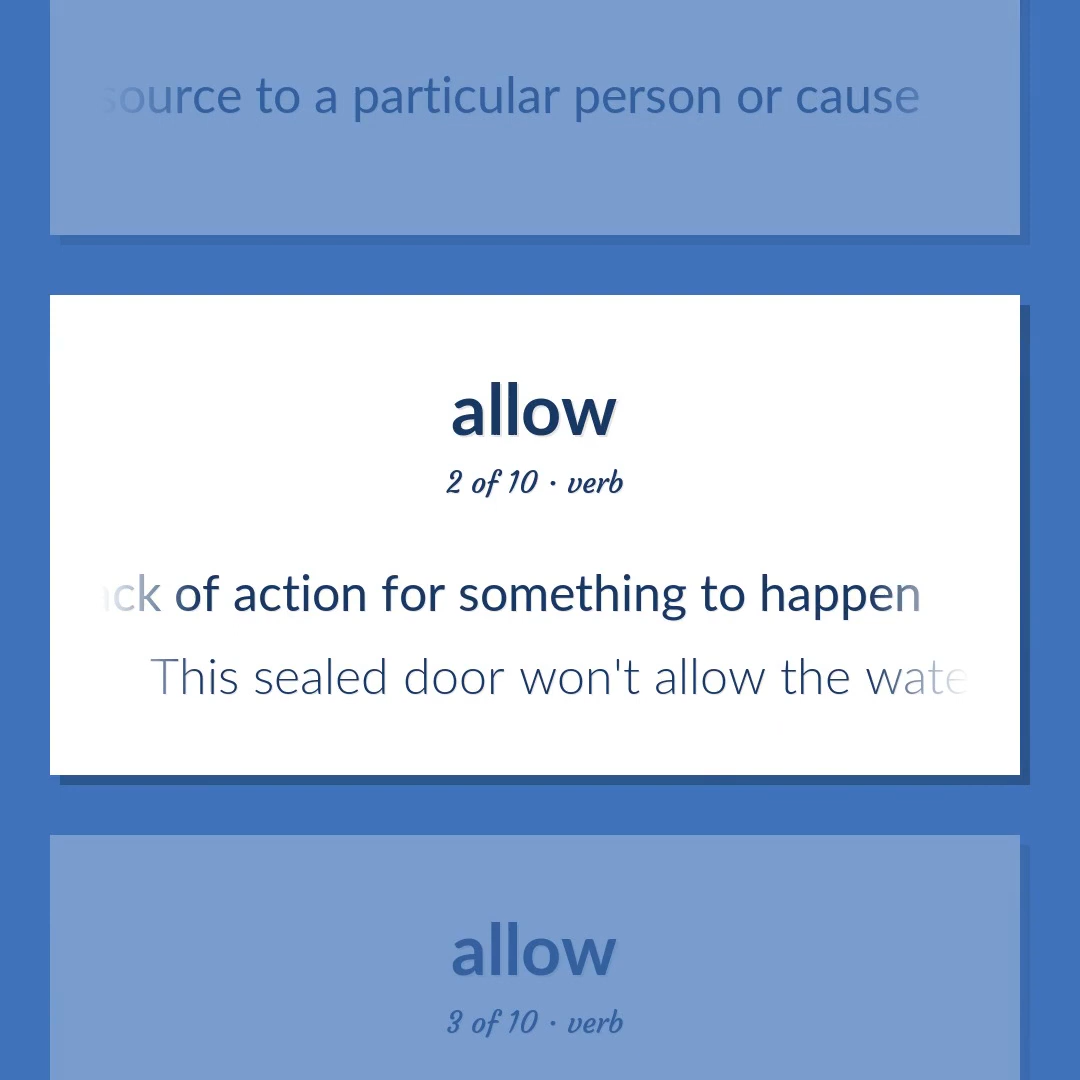 source to a particular person or cause
allow
2 of 10 · verb
of action for something to happen
This sealed door won't allow the
allow
3 of 10 · verb